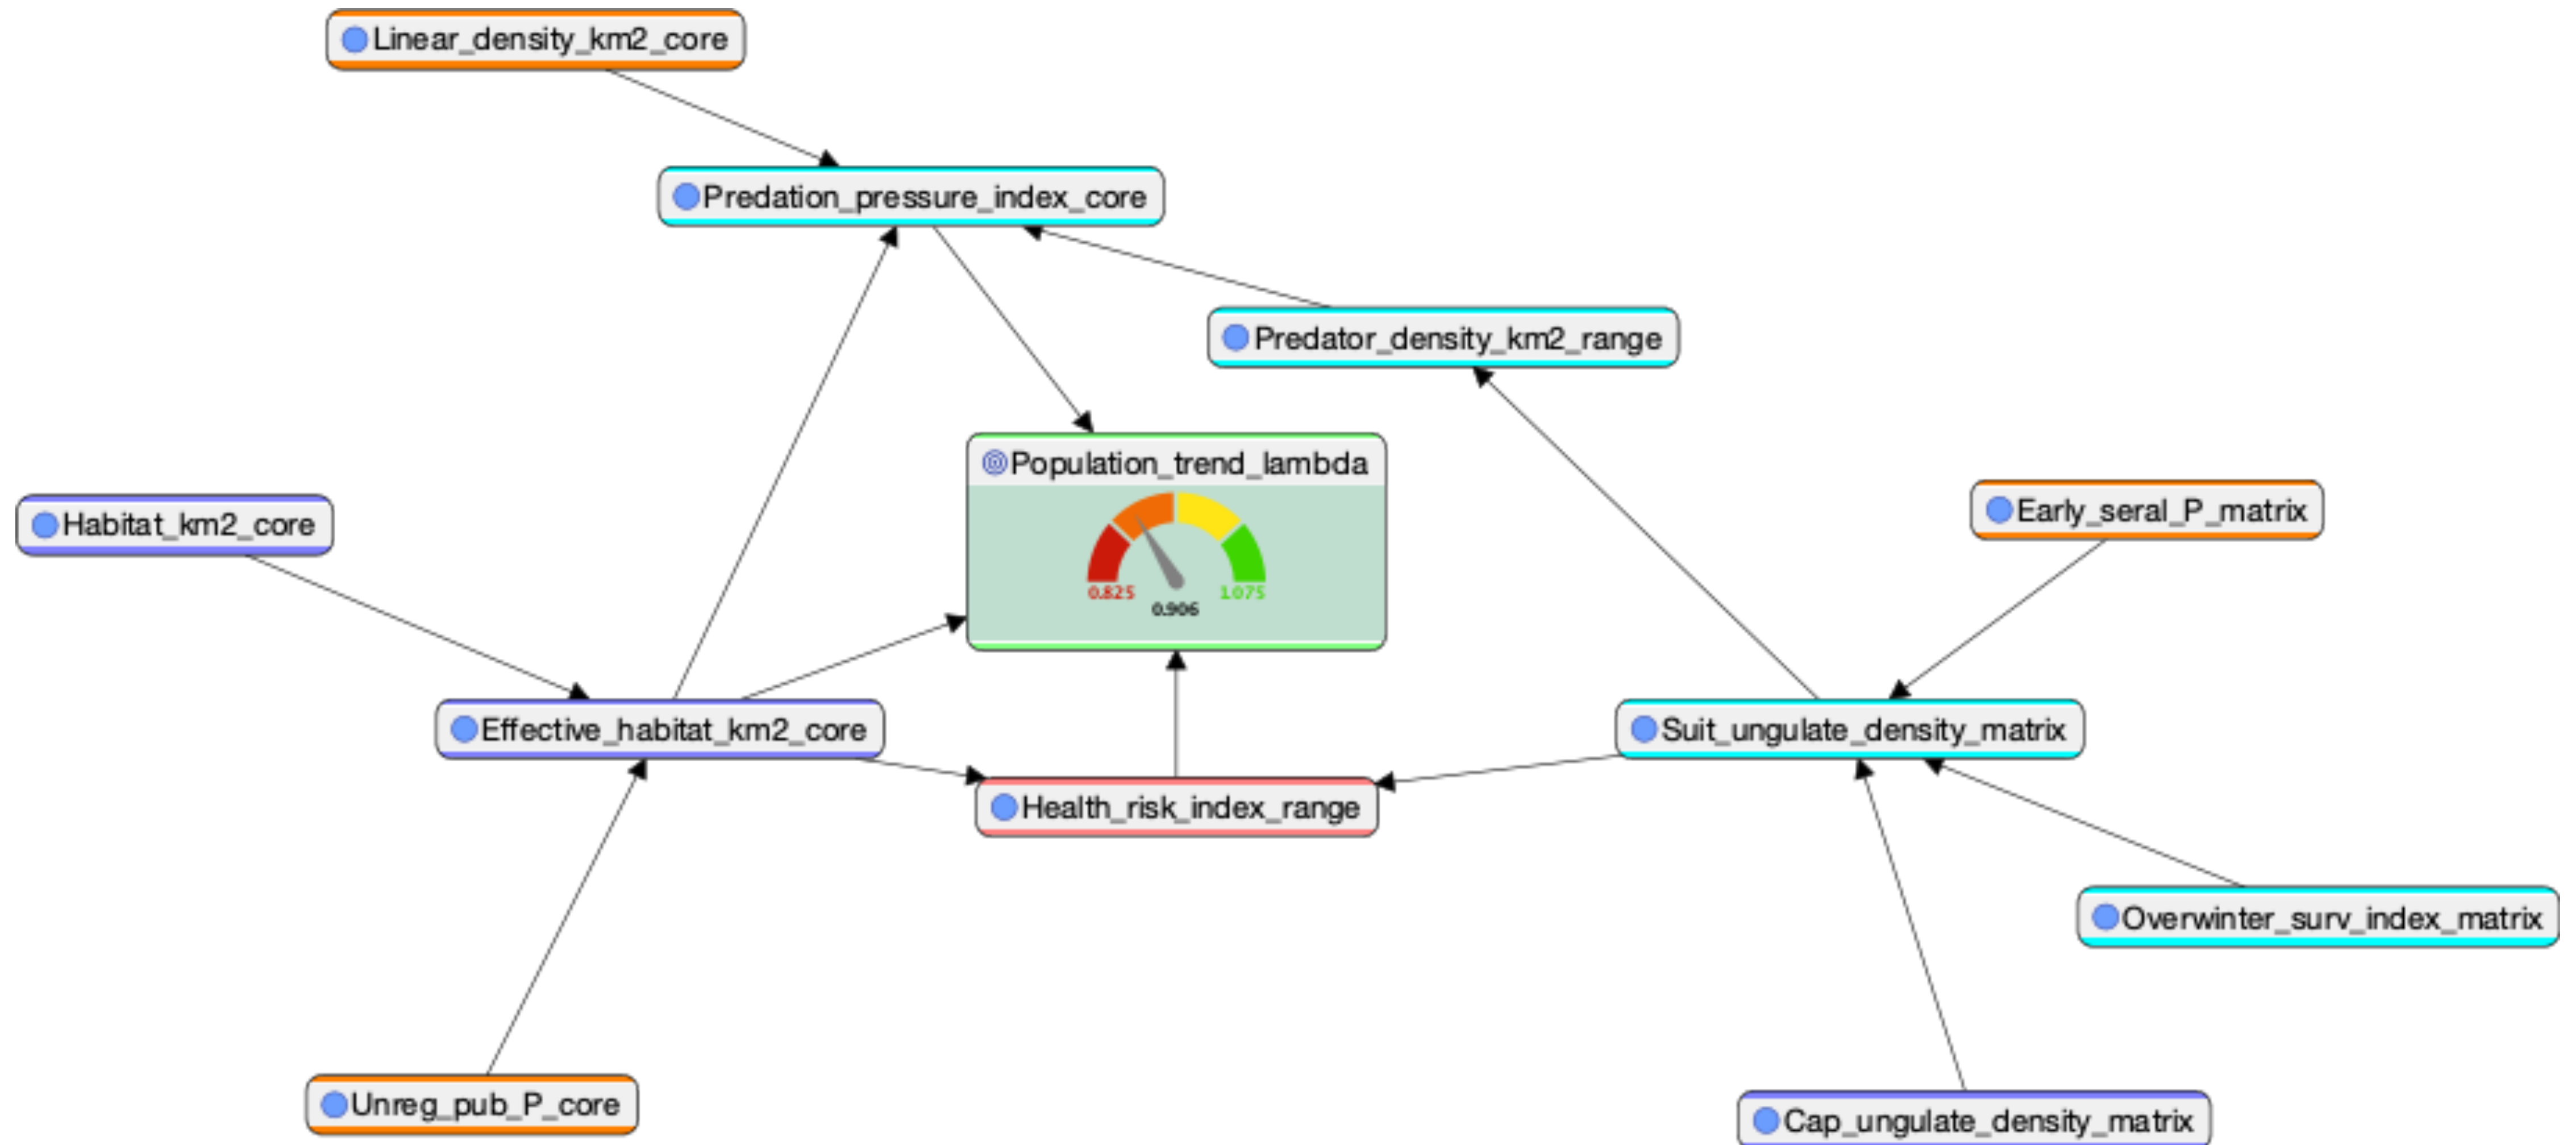 Linear_density_km2_core
Predation_pressure_index_core
Predator_density_km2_range
Population_trend_lambda
0.825
1.075
0.906
Habitat_km2_core
Early_seral_P_matrix
Effective_habitat_km2_core
Suit_ungulate_density_matrix
Health_risk_index_range
Overwinter_surv_index_matrix
Unreg_pub_P_core
Cap_ungulate_density_matrix